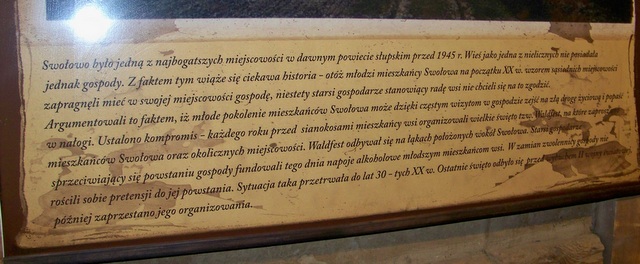 Swołowo było jedną z najbogatszych miejscowości w dawnym powiecie słupskim przed 1945 r. Wieś jako jedna z nielicznych nie posiadała
jednak gospody. Z faktem tym wiąże się ciekawa historia - otóż młodzi mieszkańcy Swołowa na początku XX w. wzorem sąsiednich miejscowości
zapragnęli mieć w swojej miejscowości gospodę, niestety starsi gospodarze stanowiący radę wsi nie chcieli się na to zgodzić.
Argumentowali to faktem, iż młode pokolenie mieszkańców Swołowa może dzięki częstym wizytom w gospodzie zejść na złą drogę życiową i popaść
w nałogi. Ustalono kompromis - każdego roku przed sianokosami mieszkańcy wsi organizowali wielkie święto tzw. Waldfest, na które
mieszkańców Swołowa oraz okolicznych miejscowości. Waldfest odbywał się na łąkach położonych wokół Swołowa. Starsi gospodarze
sprzeciwiający się powstaniu gospody fundowali tego dnia napoje alkoholowe młodszym mieszkańcom wsi. W zamian zwolennicy gospody nie
rościli sobie pretensji do jej powstania. Sytuacja taka przetrwała do lat 30 - tych XX w. Ostatnie święto odbyło się przed
później zaprzestano jego organizowania.